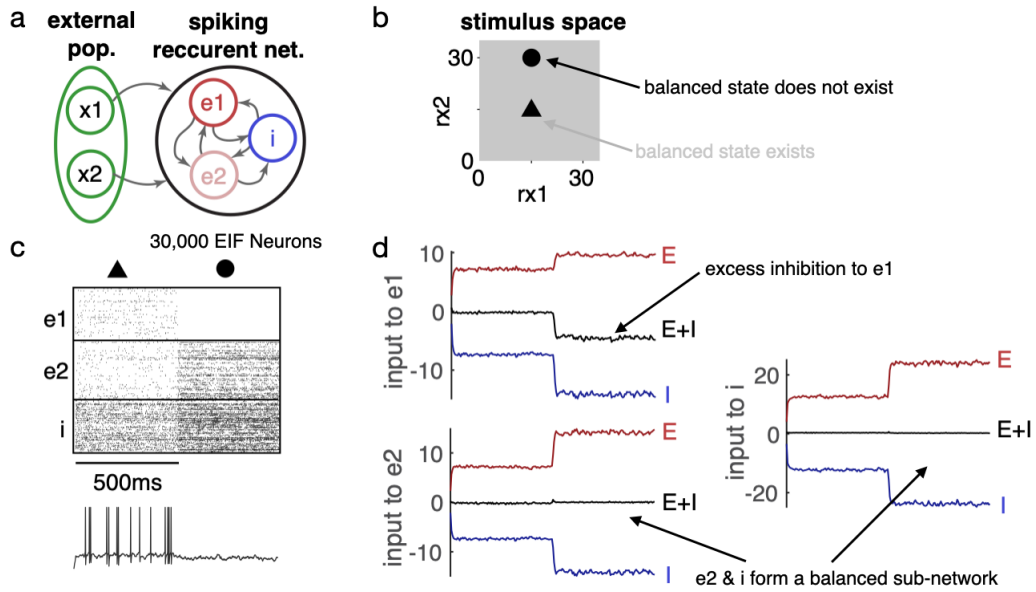 a
external
pop.
spiking
reccurent net.
x1
x2
e1
i
e2
b
stimulus space
30
rx2
0
0
30
rx1
balanced state does not exist
balanced state exists
c
30,000 EIF Neurons
e1
e2
i
500ms
d
10
0
-10
input to e1
E
E+I
I
excess inhibition to e1
10
0
-10
input to e2
E
E+I
I
20
0
-20
input to i
E
E+I
I
e2 & i form a balanced sub-network